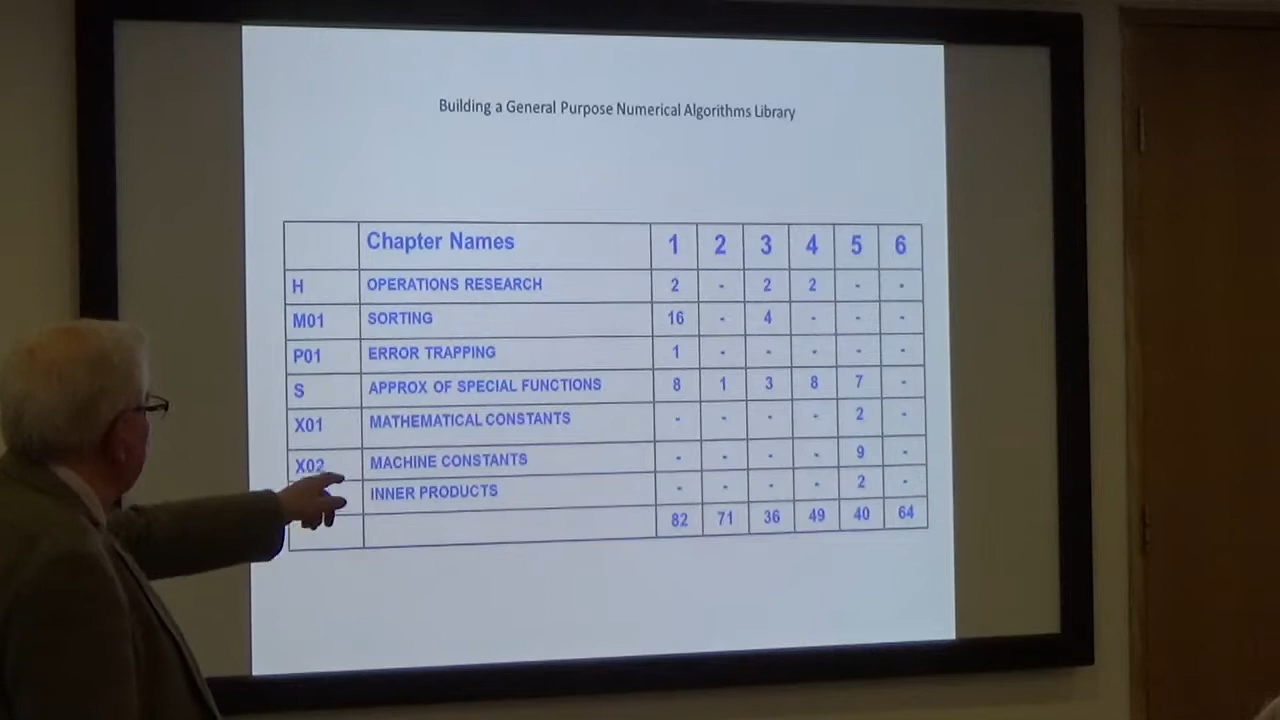 Building a General Purpose Numerical Algorithms Library
Chapter Names 1 2 3 4 5 6
H OPERATIONS RESEARCH 2 - 2 2 - -
M01 SORTING 16 - 4 - - -
P01 ERROR TRAPPING 1 - - - - -
S APPROX OF SPECIAL FUNCTIONS 8 1 3 8 7 -
X01 MATHEMATICAL CONSTANTS - - - - 2 -
X02 MACHINE CONSTANTS - - - - 9 -
INNER PRODUCTS - - - - 2 -
82 71 36 49 40 64